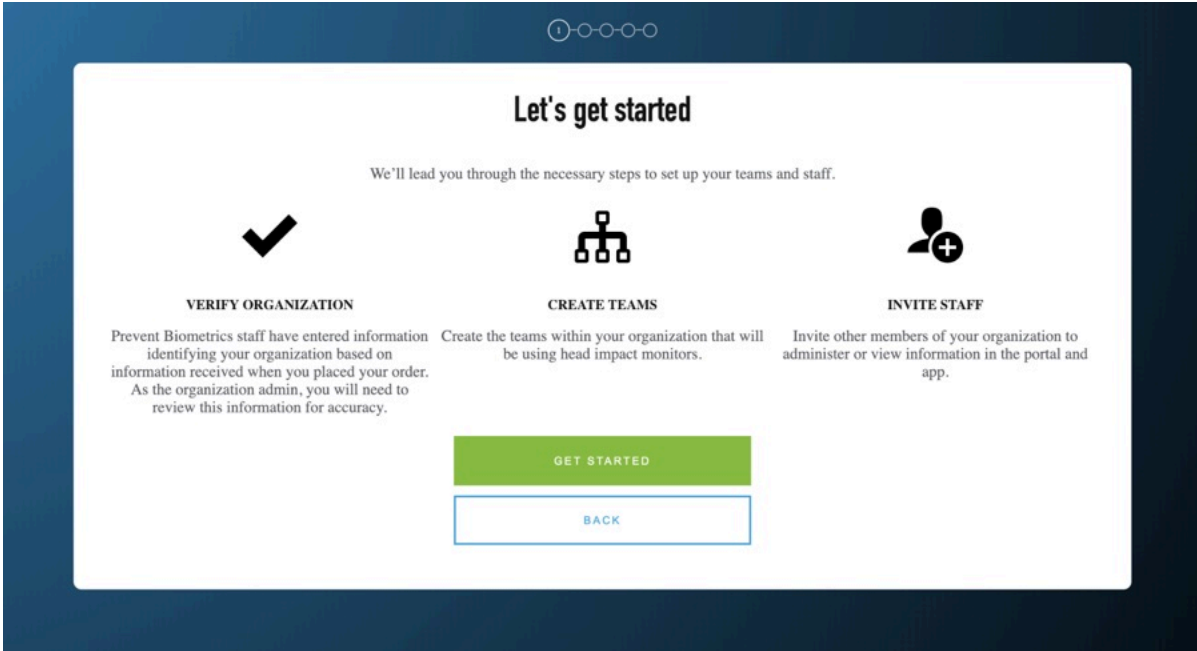 1
Let's get started
We’ll lead you through the necessary steps to set up your teams and staff.
VERIFY ORGANIZATION
Prevent Biometrics staff have entered information
identifying your organization based on
information received when you placed your order.
As the organization admin, you will need to
review this information for accuracy.
CREATE TEAMS
Create the teams within your organization that will
be using head impact monitors.
INVITE STAFF
Invite other members of your organization to
administer or view information in the portal and
app.
GET STARTED
BACK